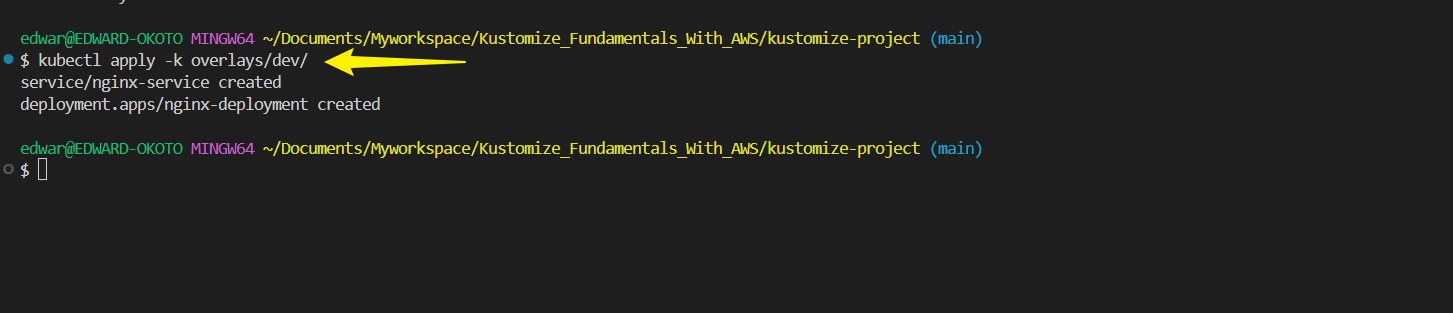 edwar@EDWARD-OKOTO MINGW64 ~/Documents/Myworkspace/Kustomize_Fundamentals_With_AWS/kustomize-project (main)
$ kubectl apply -k overlays/dev/
service/nginx-service created
deployment.apps/nginx-deployment created
edwar@EDWARD-OKOTO MINGW64 ~/Documents/Myworkspace/Kustomize_Fundamentals_With_AWS/kustomize-project (main)
$